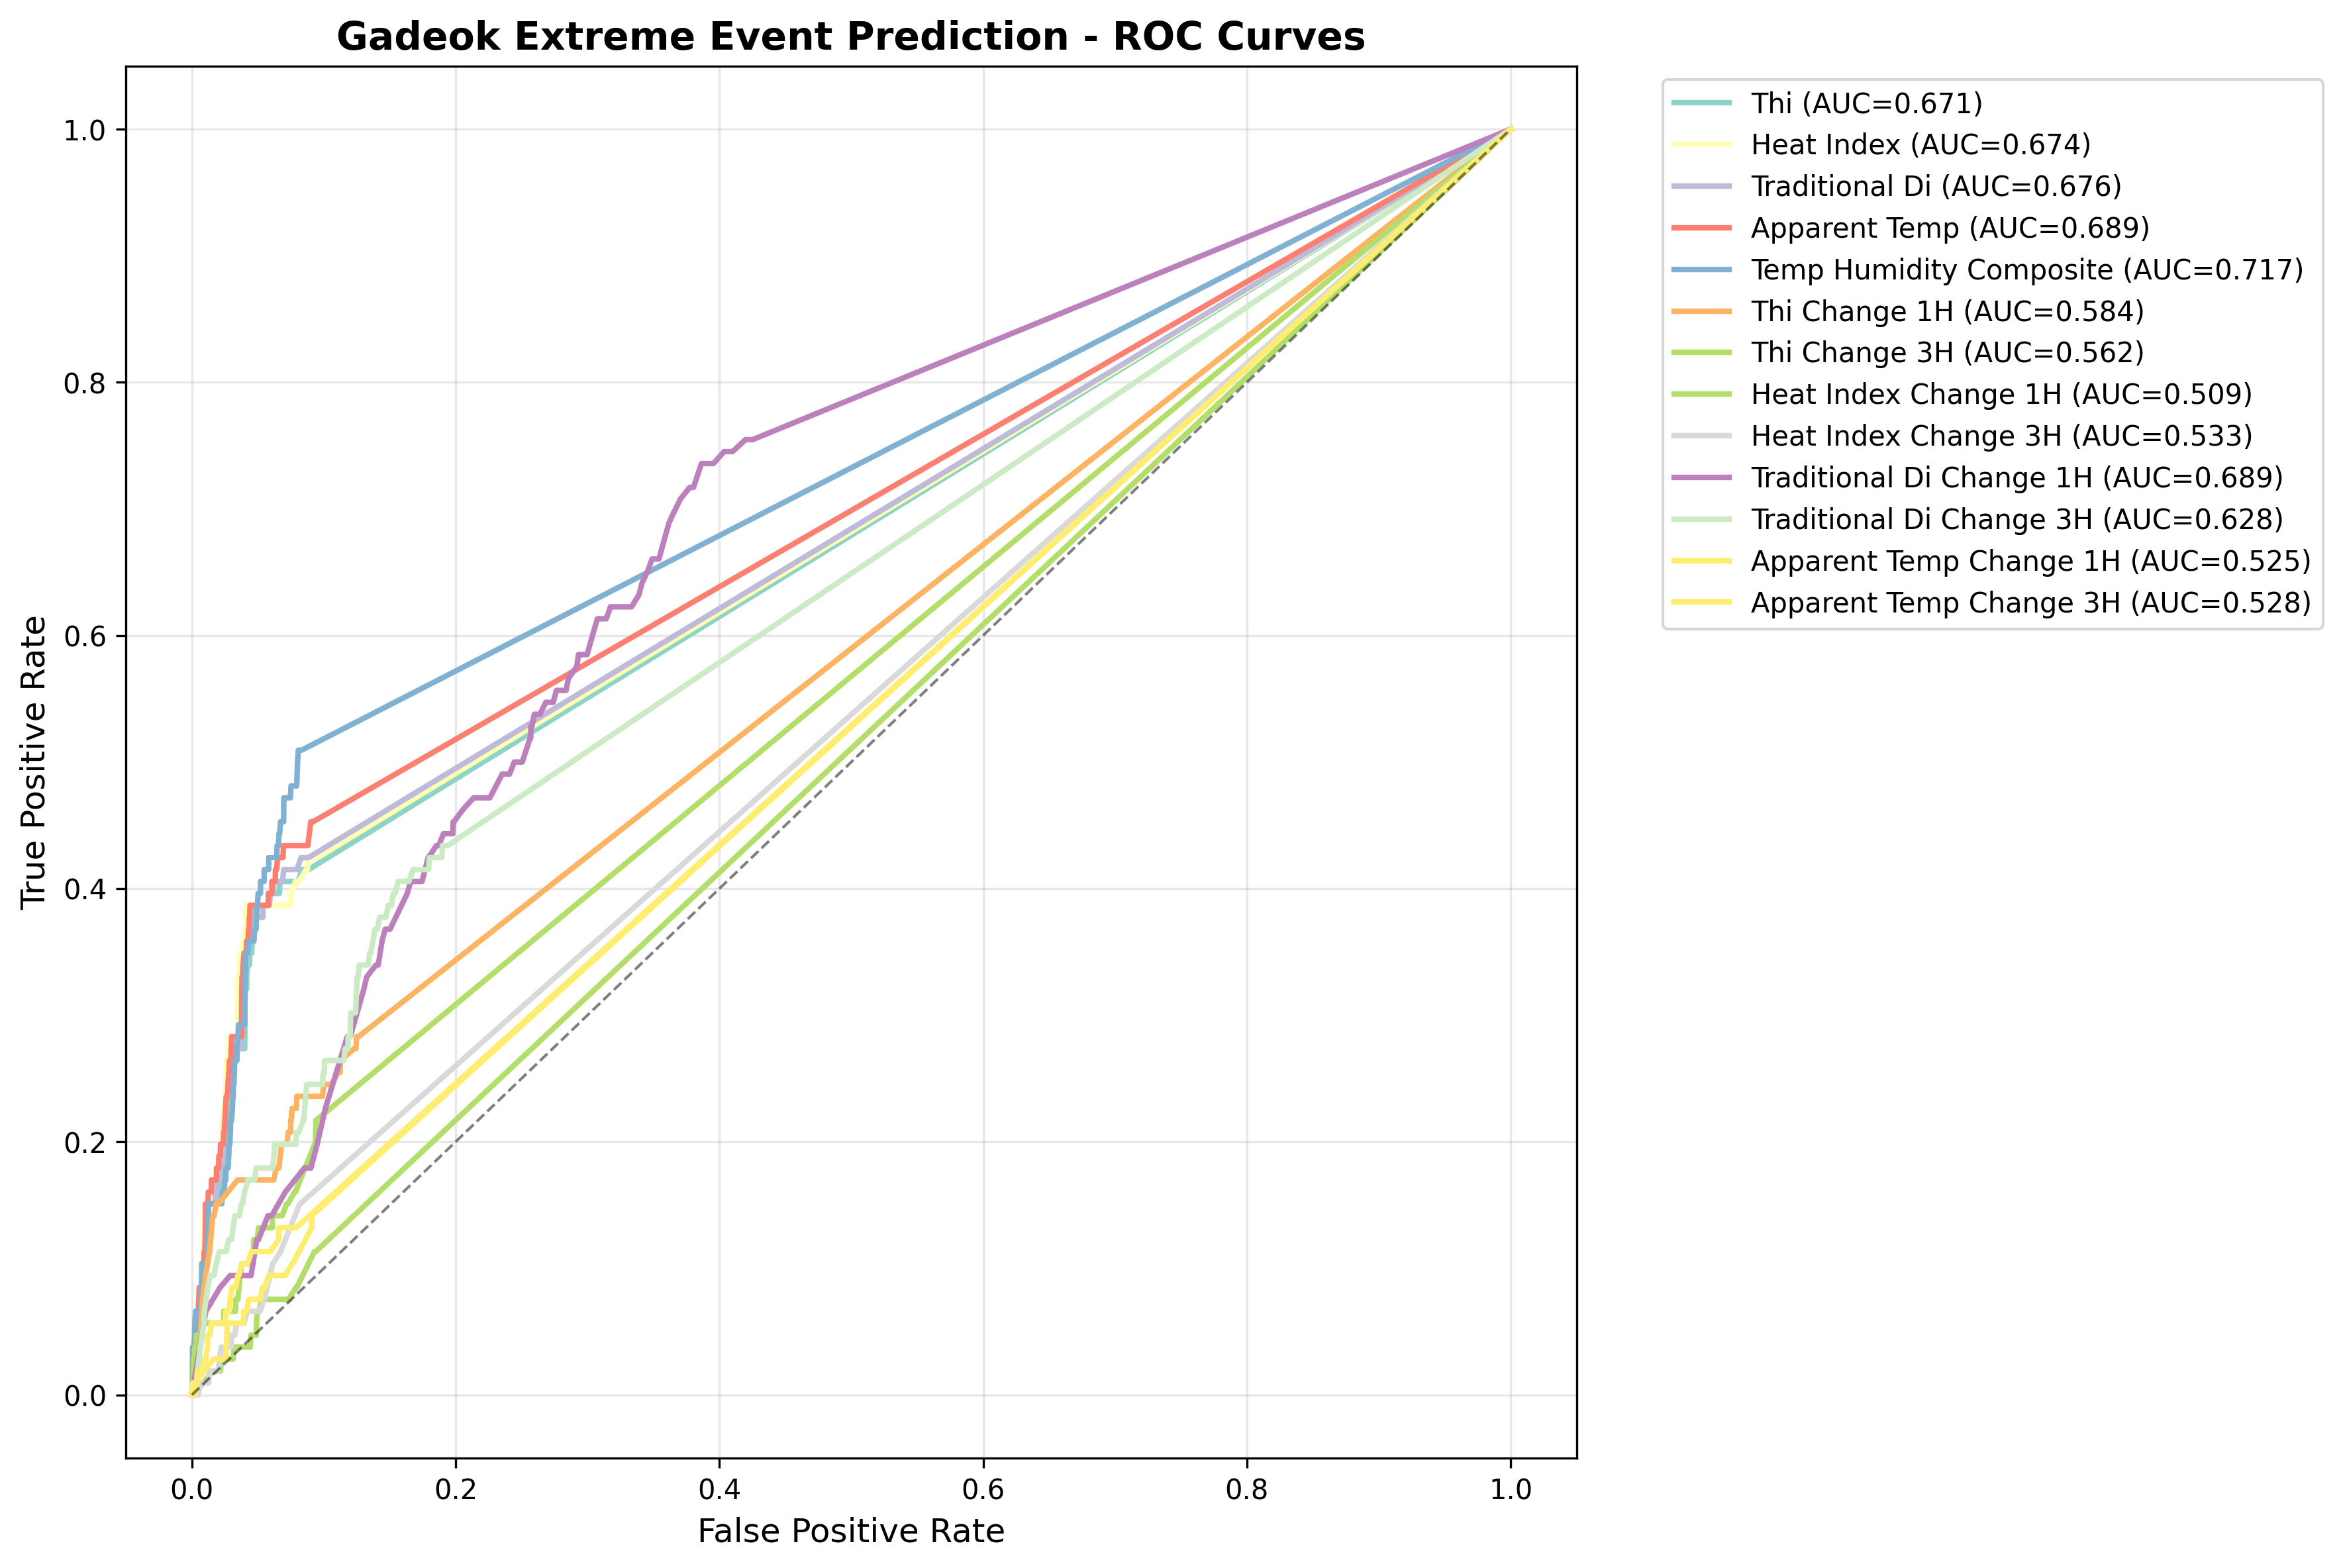 Gadeok Extreme Event Prediction - ROC Curves
True Positive Rate
1.0
0.8
0.6
0.4
0.2
0.0
0.0 0.2 0.4 0.6 0.8 1.0
False Positive Rate
Thi (AUC=0.671)
Heat Index (AUC=0.674)
Traditional Di (AUC=0.676)
Apparent Temp (AUC=0.689)
Temp Humidity Composite (AUC=0.717)
Thi Change 1H (AUC=0.584)
Thi Change 3H (AUC=0.562)
Heat Index Change 1H (AUC=0.509)
Heat Index Change 3H (AUC=0.533)
Traditional Di Change 1H (AUC=0.689)
Traditional Di Change 3H (AUC=0.628)
Apparent Temp Change 1H (AUC=0.525)
Apparent Temp Change 3H (AUC=0.528)